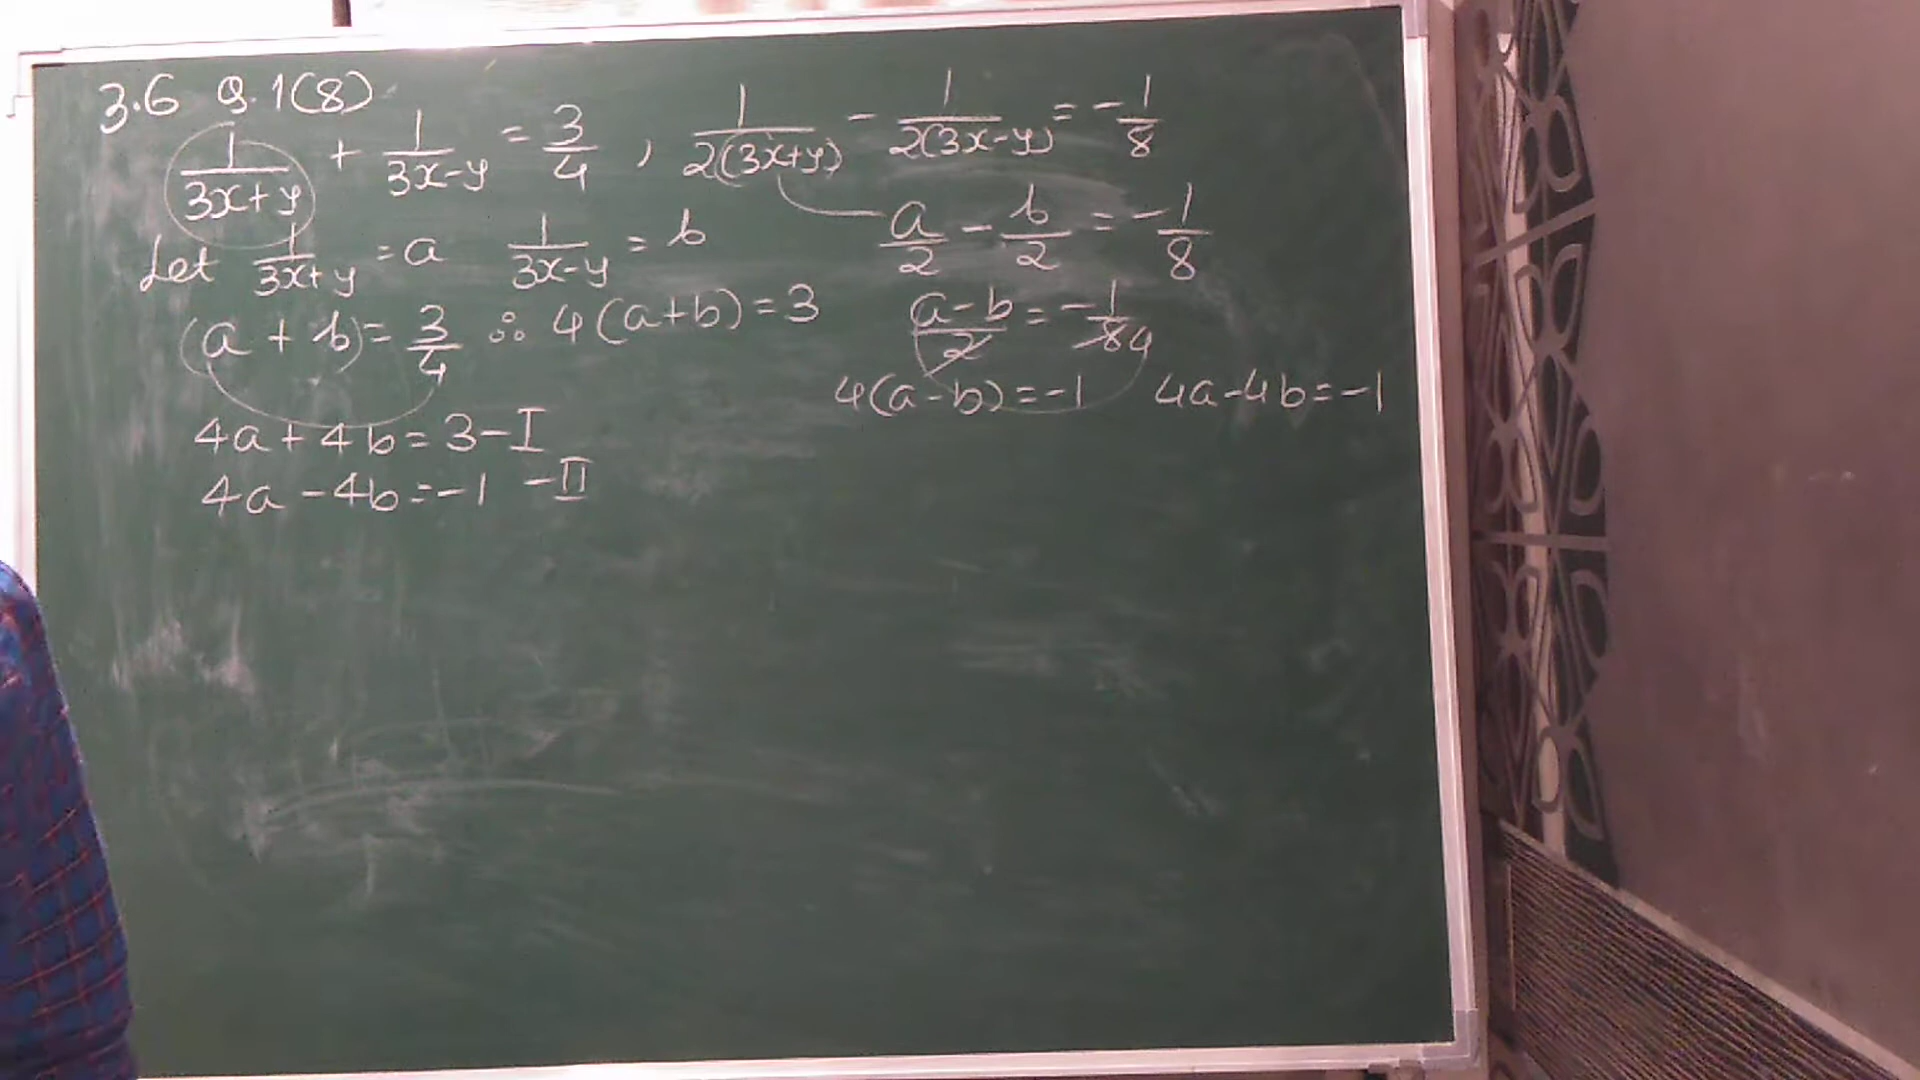 3.6 Q.1(8)
1/(3x+y) + 1/(3x-y) = 3/4 , 1/(2(3x+y)) - 1/(2(3x-y)) = -1/8
Let 1/(3x+y) = a 1/(3x-y) = b
(a + b) = 3/4 ∴ 4(a+b) = 3
4a + 4b = 3 - I
4a - 4b = -1 - II
a/2 - b/2 = -1/8
(a-b)/2 = -1/8 4
4(a-b) = -1 4a-4b = -1